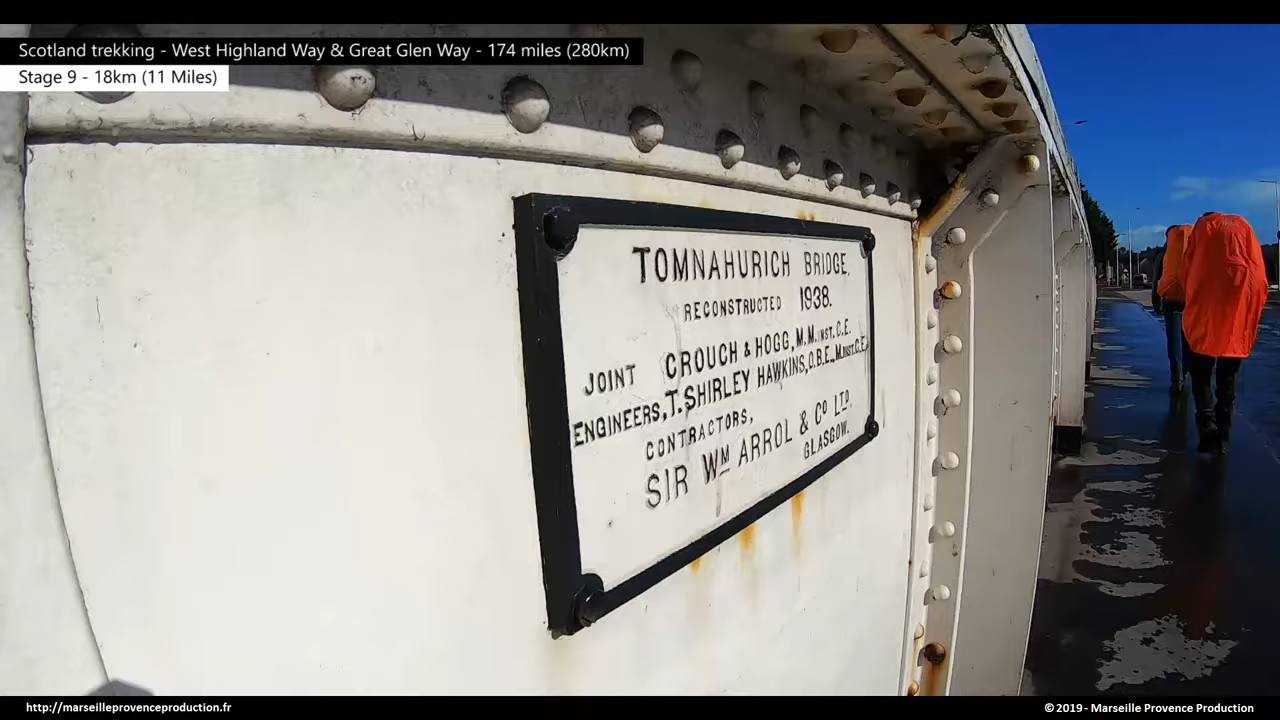 Scotland trekking - West Highland Way & Great Glen Way - 174 miles (280km)
Stage 9 - 18km (11 Miles)
TOMNAHURICH BRIDGE,
RECONSTRUCTED 1938.
JOINT CROUCH & HOGG, M.M.INST.C.E.
ENGINEERS, T. SHIRLEY HAWKINS, O.B.E., M.INST.C.E.
CONTRACTORS,
SIR WM ARROL & CO LTD.
GLASGOW.
http://marseilleprovenceproduction.fr
© 2019 - Marseille Provence Production